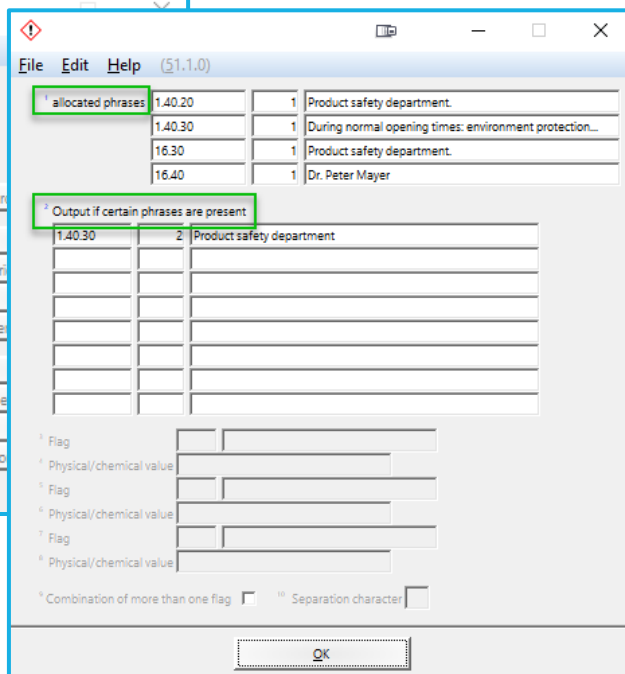 File Edit Help (51.1.0)
1 allocated phrases 1.40.20 1 Product safety department.
1.40.30 1 During normal opening times: environment protection...
16.30 1 Product safety department.
16.40 1 Dr. Peter Mayer
2 Output if certain phrases are present
1.40.30 2 Product safety department
3 Flag
4 Physical/chemical value
5 Flag
6 Physical/chemical value
7 Flag
8 Physical/chemical value
9 Combination of more than one flag 10 Separation character
OK